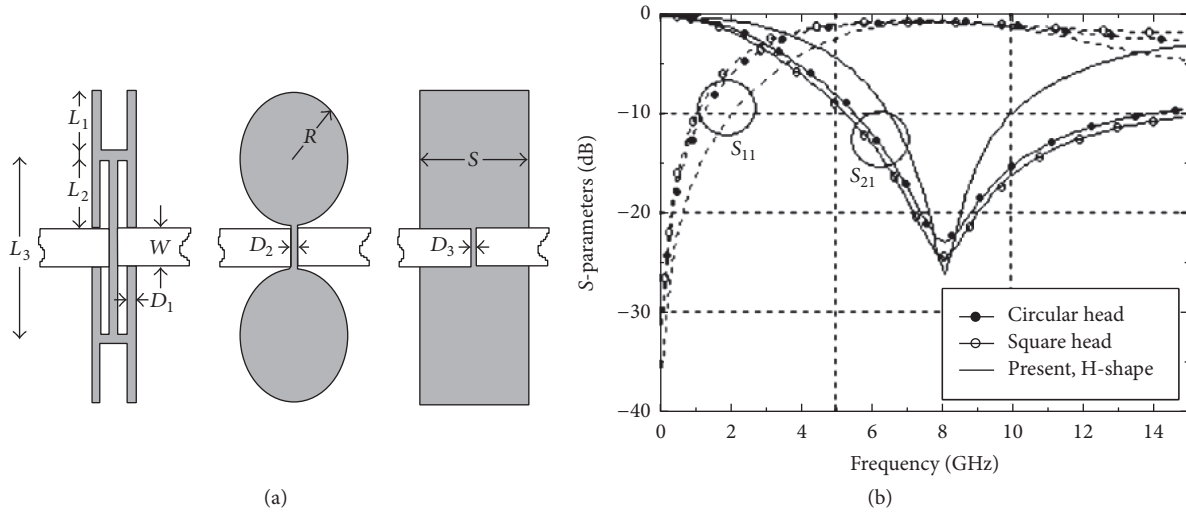 L1
L2
L3
W
D1
R
D2
S
D3
(a)
S-parameters (dB)
0
−10
−20
−30
−40
S11
S21
Circular head
Square head
Present, H-shape
0 2 4 6 8 10 12 14
Frequency (GHz)
(b)